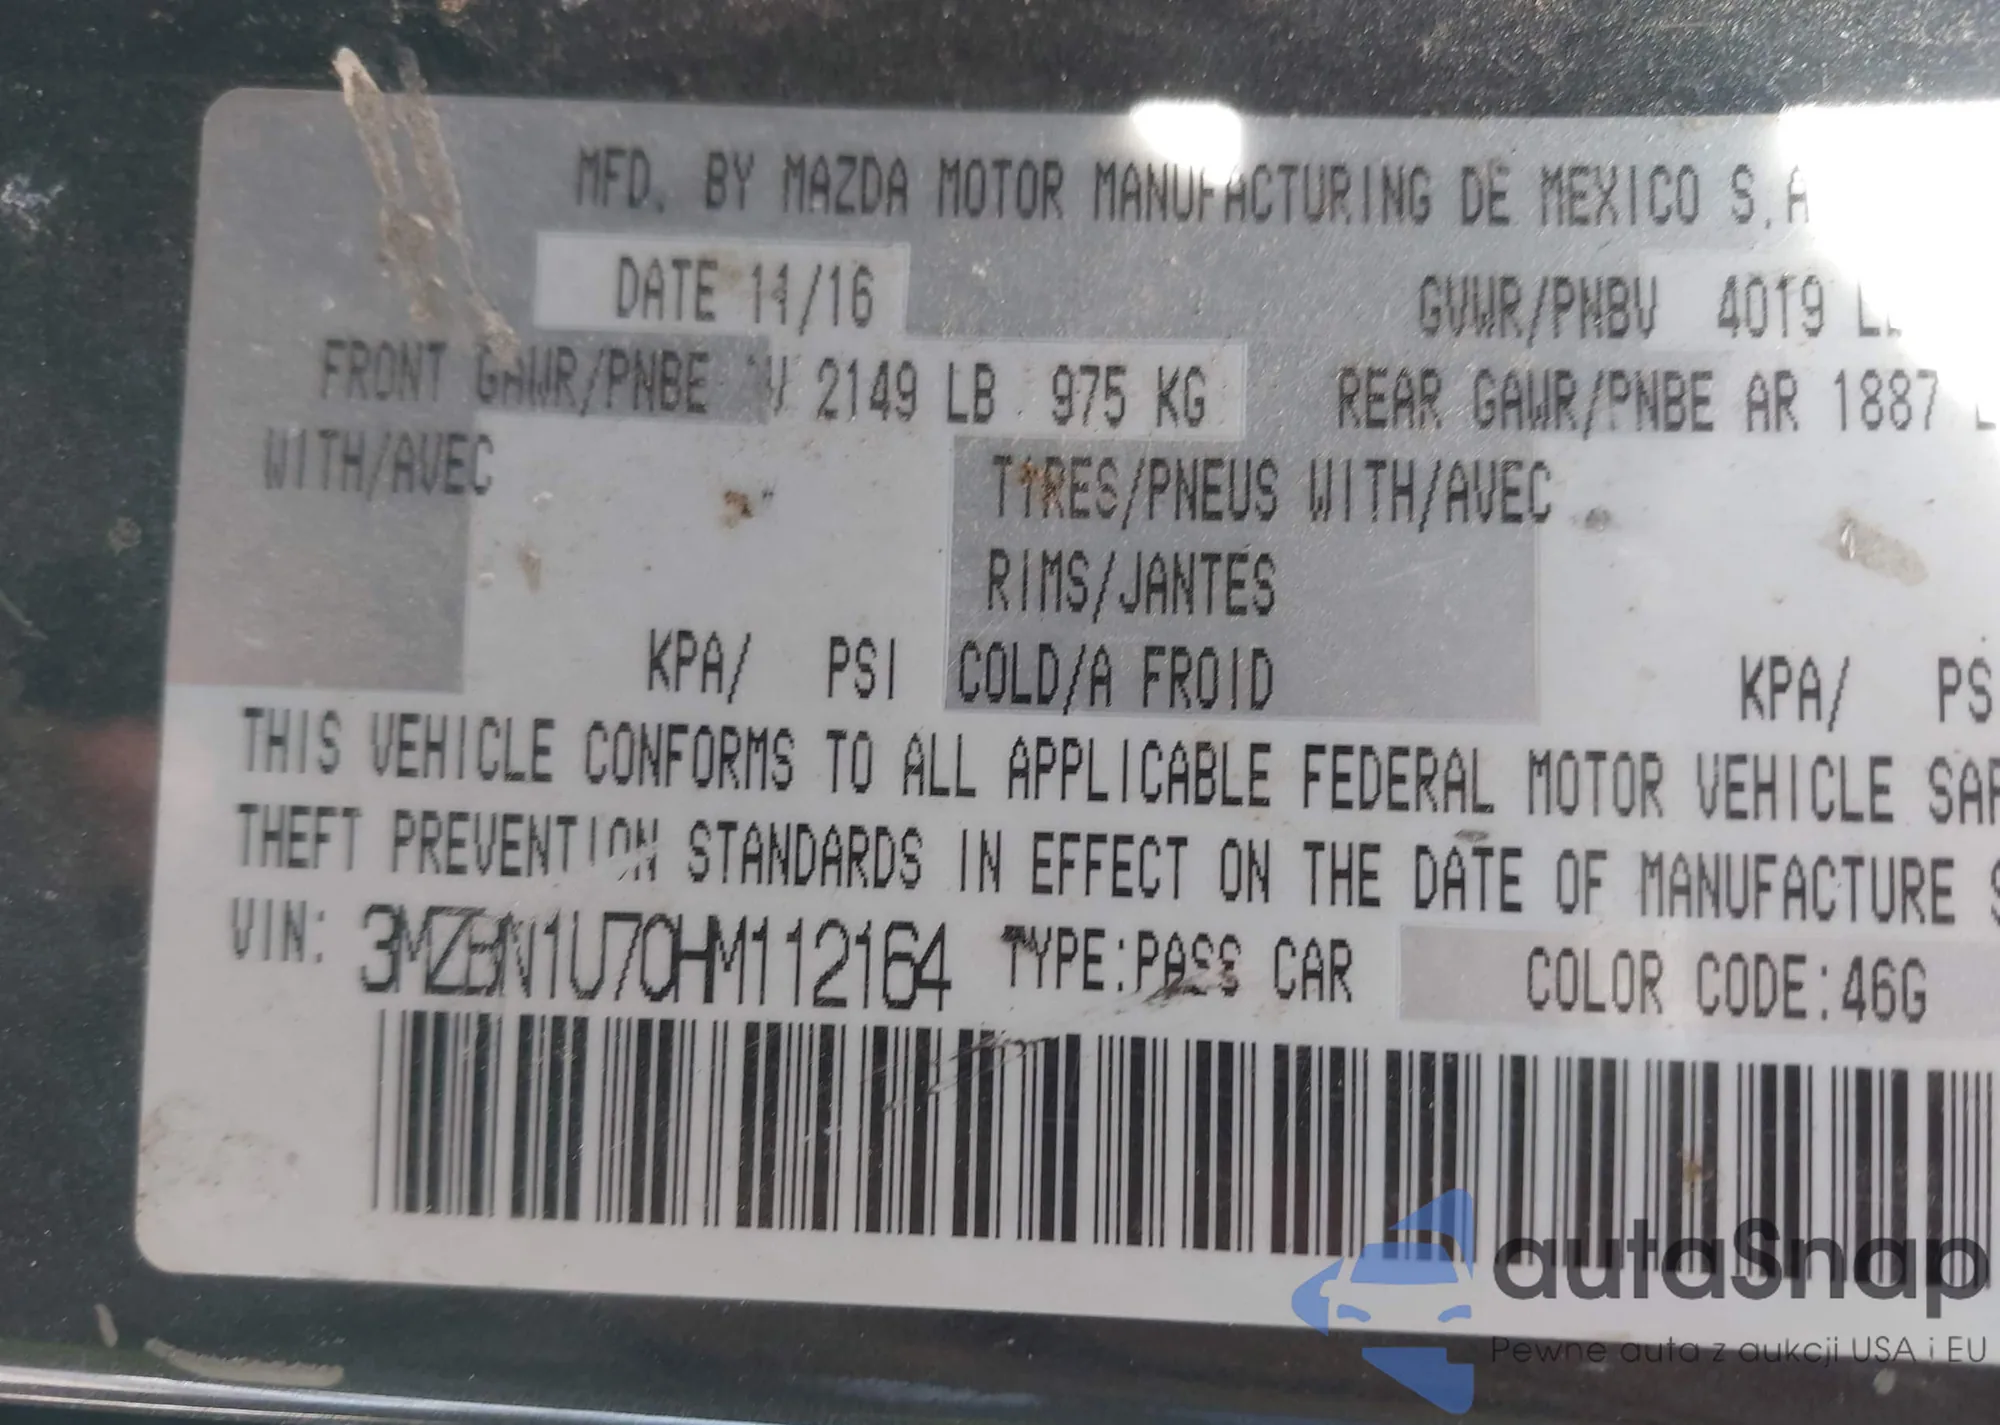 MFD. BY MAZDA MOTOR MANUFACTURING DE MEXICO S.A
DATE 11/16 GVWR/PNBV 4019 L
FRONT GAWR/PNBE V 2149 LB 975 KG REAR GAWR/PNBE AR 1887 L
WITH/AVEC TIRES/PNEUS WITH/AVEC
RIMS/JANTES
KPA/ PSI COLD/A FROID KPA/ PS
THIS VEHICLE CONFORMS TO ALL APPLICABLE FEDERAL MOTOR VEHICLE SAF
THEFT PREVENTION STANDARDS IN EFFECT ON THE DATE OF MANUFACTURE S
VIN: 3MZBN1U70HM112164 TYPE:PASS CAR COLOR CODE:46G
autaSnap
Pewne auta z aukcji USA i EU